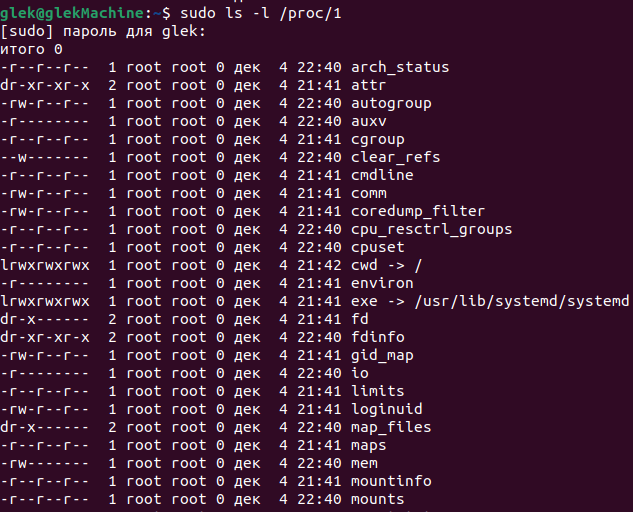 glek@glekMachine:~$ sudo ls -l /proc/1
[sudo] пароль для glek:
итого 0
-r--r--r--  1 root root 0 дек  4 22:40 arch_status
dr-xr-xr-x  2 root root 0 дек  4 21:41 attr
-rw-r--r--  1 root root 0 дек  4 22:40 autogroup
-r--------  1 root root 0 дек  4 22:40 auxv
-r--r--r--  1 root root 0 дек  4 21:41 cgroup
--w-------  1 root root 0 дек  4 22:40 clear_refs
-r--r--r--  1 root root 0 дек  4 21:41 cmdline
-rw-r--r--  1 root root 0 дек  4 21:41 comm
-rw-r--r--  1 root root 0 дек  4 22:40 coredump_filter
-r--r--r--  1 root root 0 дек  4 22:40 cpu_resctrl_groups
-r--r--r--  1 root root 0 дек  4 22:40 cpuset
lrwxrwxrwx  1 root root 0 дек  4 21:42 cwd -> /
-r--------  1 root root 0 дек  4 21:41 environ
lrwxrwxrwx  1 root root 0 дек  4 21:41 exe -> /usr/lib/systemd/systemd
dr-x------  2 root root 0 дек  4 21:41 fd
dr-xr-xr-x  2 root root 0 дек  4 22:40 fdinfo
-rw-r--r--  1 root root 0 дек  4 21:41 gid_map
-r--------  1 root root 0 дек  4 22:40 io
-r--r--r--  1 root root 0 дек  4 21:41 limits
-rw-r--r--  1 root root 0 дек  4 21:41 loginuid
dr-x------  2 root root 0 дек  4 22:40 map_files
-r--r--r--  1 root root 0 дек  4 21:41 maps
-rw-------  1 root root 0 дек  4 22:40 mem
-r--r--r--  1 root root 0 дек  4 21:41 mountinfo
-r--r--r--  1 root root 0 дек  4 22:40 mounts